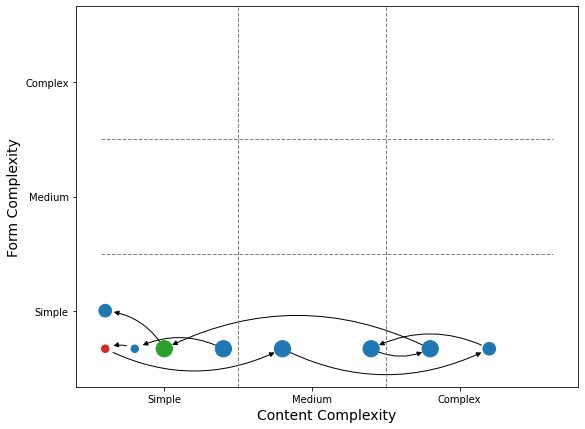 Form Complexity
Complex
Medium
Simple
Simple
Medium
Complex
Content Complexity